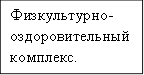 Физкультурно-
оздоровительный
комплекс.